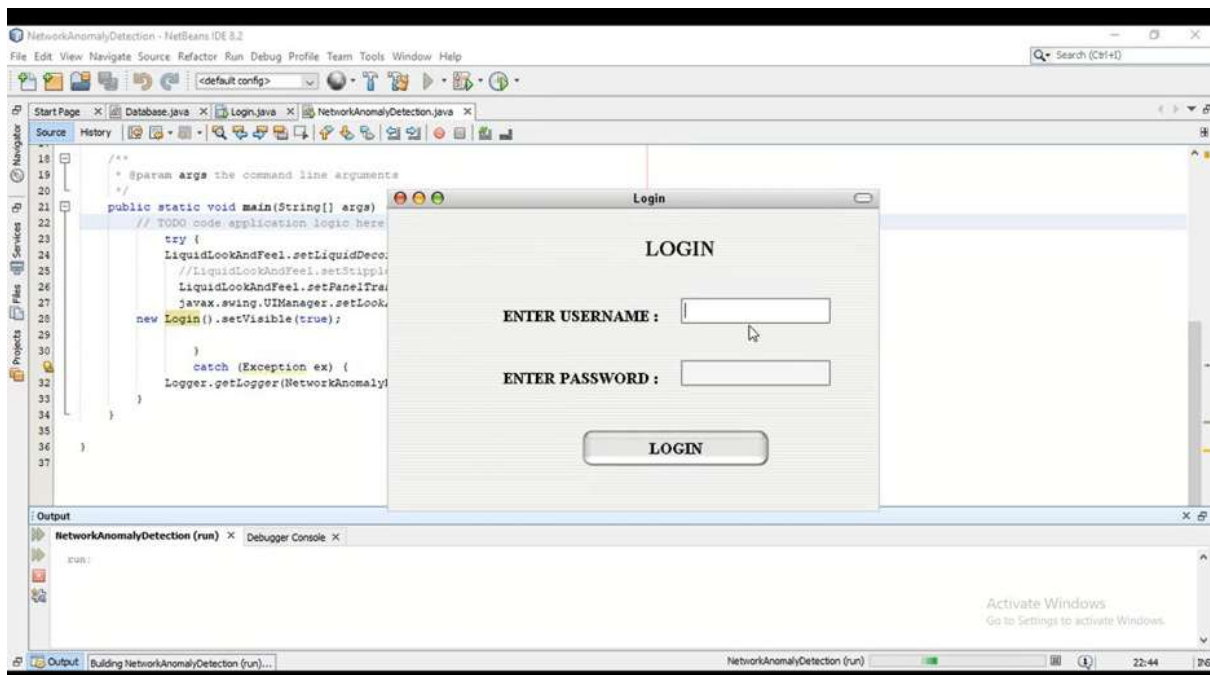 NetworkAnomalyDetection - NetBeans IDE 8.2
File Edit View Navigate Source Refactor Run Debug Profile Team Tools Window Help
Search (Ctrl+I)
<default config>
Start Page Database.java Login.java NetworkAnomalyDetection.java
Source History
Navigator
Services
Files
Projects
18 /**
19 * @param args the command line arguments
20 */
21 public static void main(String[] args)
22 // TODO code application logic here
23 try {
24 LiquidLookAndFeel.setLiquidDeco
25 //LiquidLookAndFeel.setStippl
26 LiquidLookAndFeel.setPanelTra
27 javax.swing.UIManager.setLook
28 new Login().setVisible(true);
29
30 }
catch (Exception ex) {
32 Logger.getLogger(NetworkAnomaly
33 }
34 }
35
36 }
37
Login
LOGIN
ENTER USERNAME :
ENTER PASSWORD :
LOGIN
Output
NetworkAnomalyDetection (run) Debugger Console
run:
Activate Windows
Go to Settings to activate Windows.
Output Building NetworkAnomalyDetection (run)... NetworkAnomalyDetection (run) 22:44